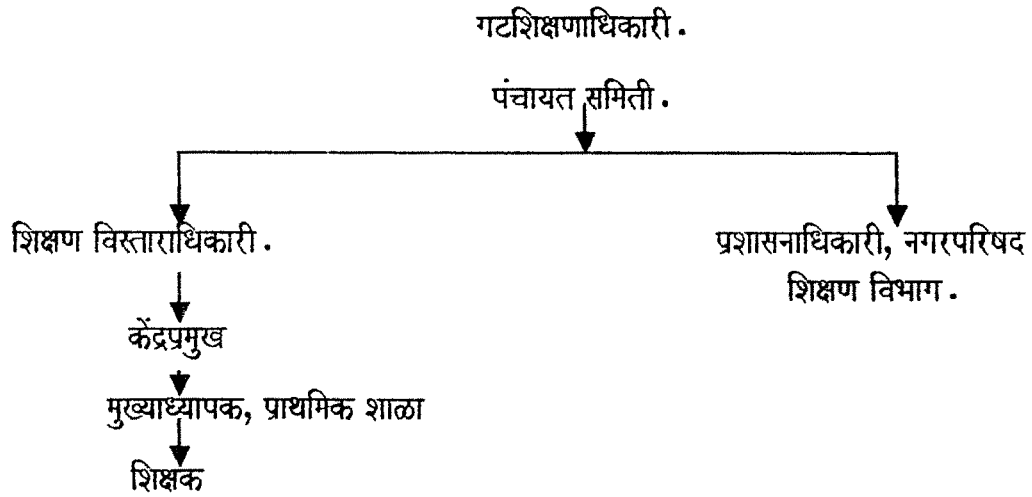 गटशिक्षणाधिकारी.
पंचायत समिती.
शिक्षण विस्ताराधिकारी.
प्रशासनाधिकारी, नगरपरिषद
शिक्षण विभाग.
केंद्रप्रमुख
मुख्याध्यापक, प्राथमिक शाळा
शिक्षक